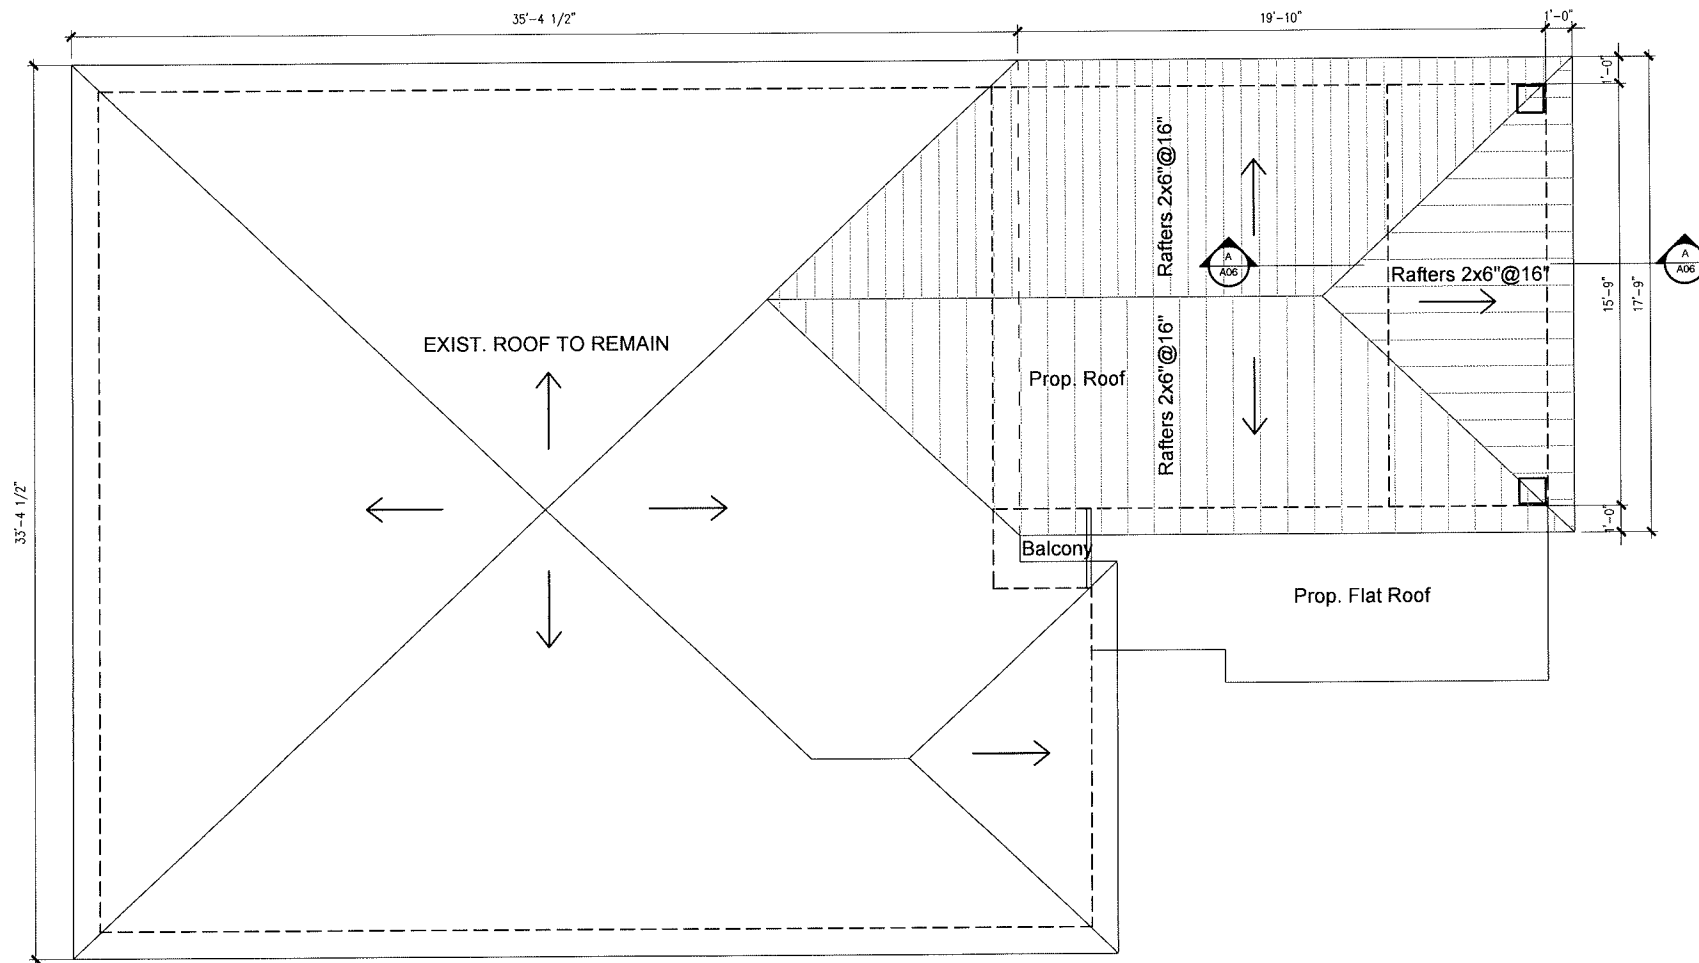 35'-4 1/2"
19'-10"
1'-0"
1'-0"
Rafters 2x6"@16"
A
A06
Rafters 2x6"@16"
A
A06
15'-9"
17'-9"
EXIST. ROOF TO REMAIN
Prop. Roof
Rafters 2x6"@16"
33'-4 1/2"
1'-0"
Balcony
Prop. Flat Roof